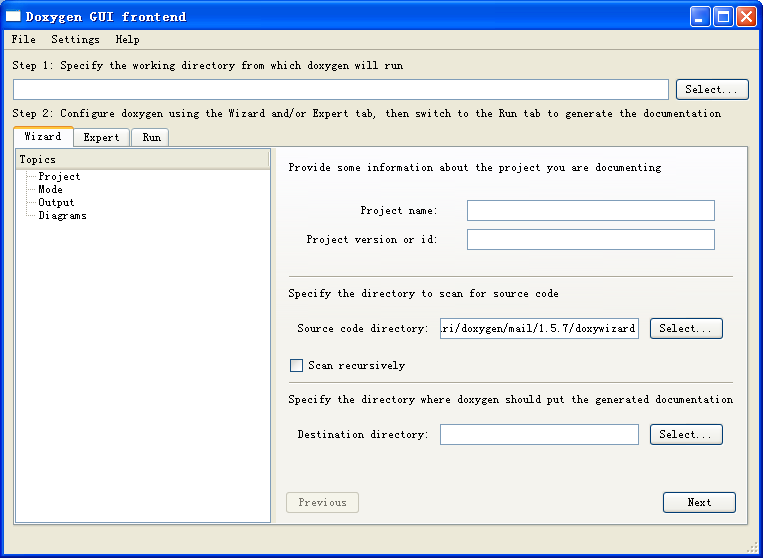 Doxygen GUI frontend
File Settings Help
Step 1: Specify the working directory from which doxygen will run
Select...
Step 2: Configure doxygen using the Wizard and/or Expert tab, then switch to the Run tab to generate the documentation
Wizard Expert Run
Topics
Project
Mode
Output
Diagrams
Provide some information about the project you are documenting
Project name:
Project version or id:
Specify the directory to scan for source code
Source code directory: .ri/doxygen/mail/1.5.7/doxywizard Select...
Scan recursively
Specify the directory where doxygen should put the generated documentation
Destination directory: Select...
Previous Next